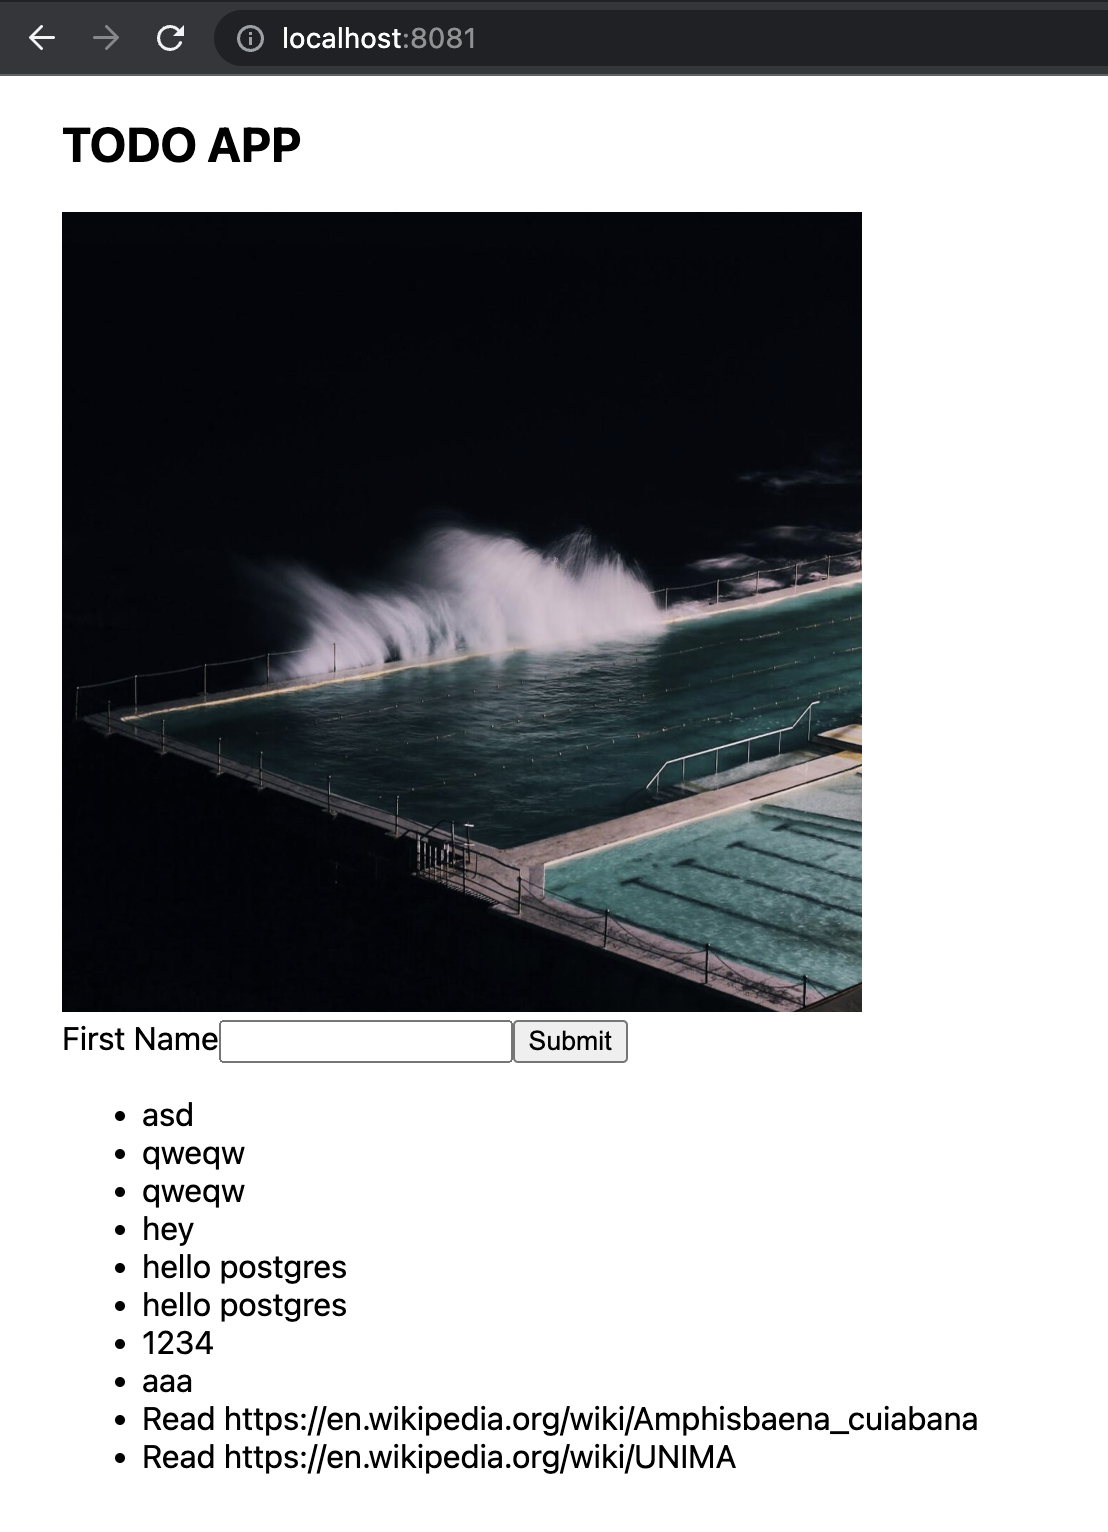 localhost:8081
TODO APP
First Name Submit
asd
qweqw
qweqw
hey
hello postgres
hello postgres
1234
aaa
Read https://en.wikipedia.org/wiki/Amphisbaena_cuiabana
Read https://en.wikipedia.org/wiki/UNIMA